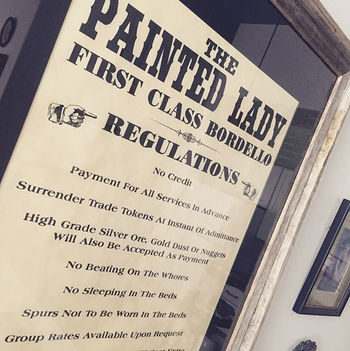 THE
PAINTED LADY
FIRST CLASS BORDELLO
REGULATIONS
No Credit
Payment For All Services In Advance
Surrender Trade Tokens At Instant Of Admittance
High Grade Silver Ore, Gold Dust Or Nuggets
Will Also Be Accepted As Payment
No Beating On The Whores
No Sleeping In The Beds
Spurs Not To Be Worn In The Beds
Group Rates Available Upon Request